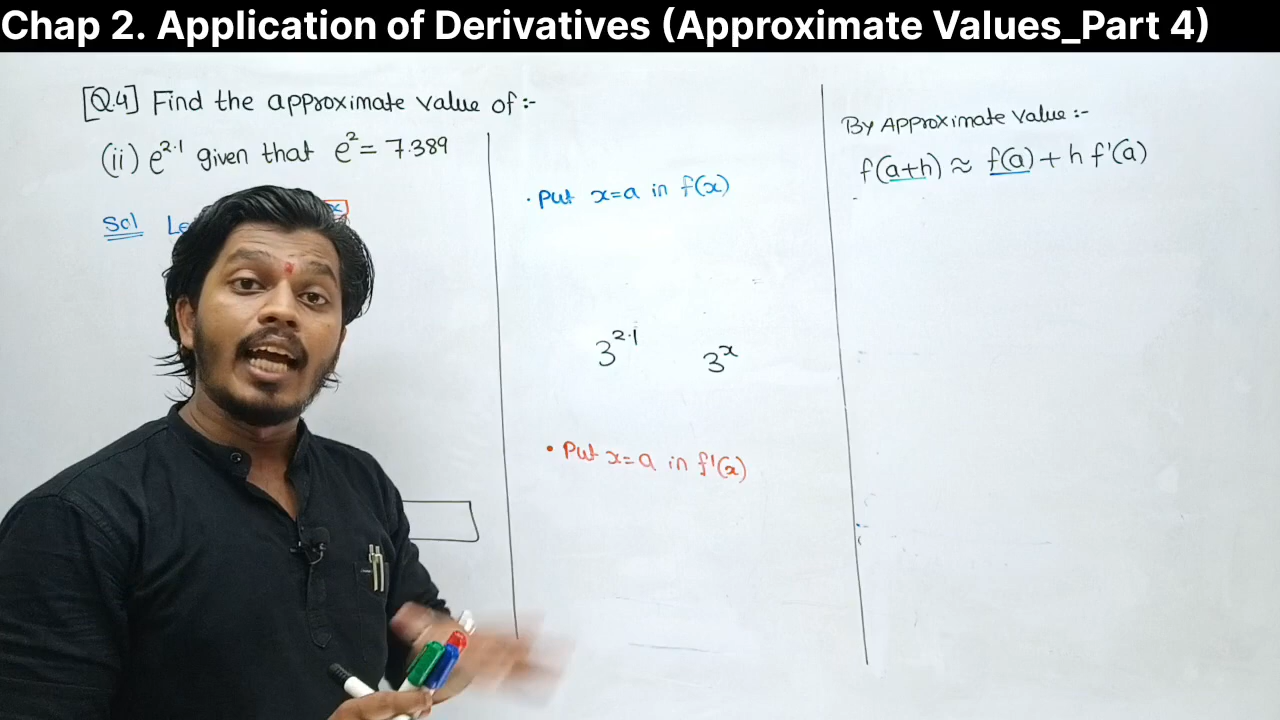 Chap 2. Application of Derivatives (Approximate Values_Part 4)
[Q.4] Find the approximate value of :-
(ii) e^2.1 given that e^2 = 7.389
Sol
x
• Put x=a in f(x)
3^2.1 3^x
• Put x=a in f'(x)
By Approximate Value :-
f(a+h) ≈ f(a) + h f'(a)